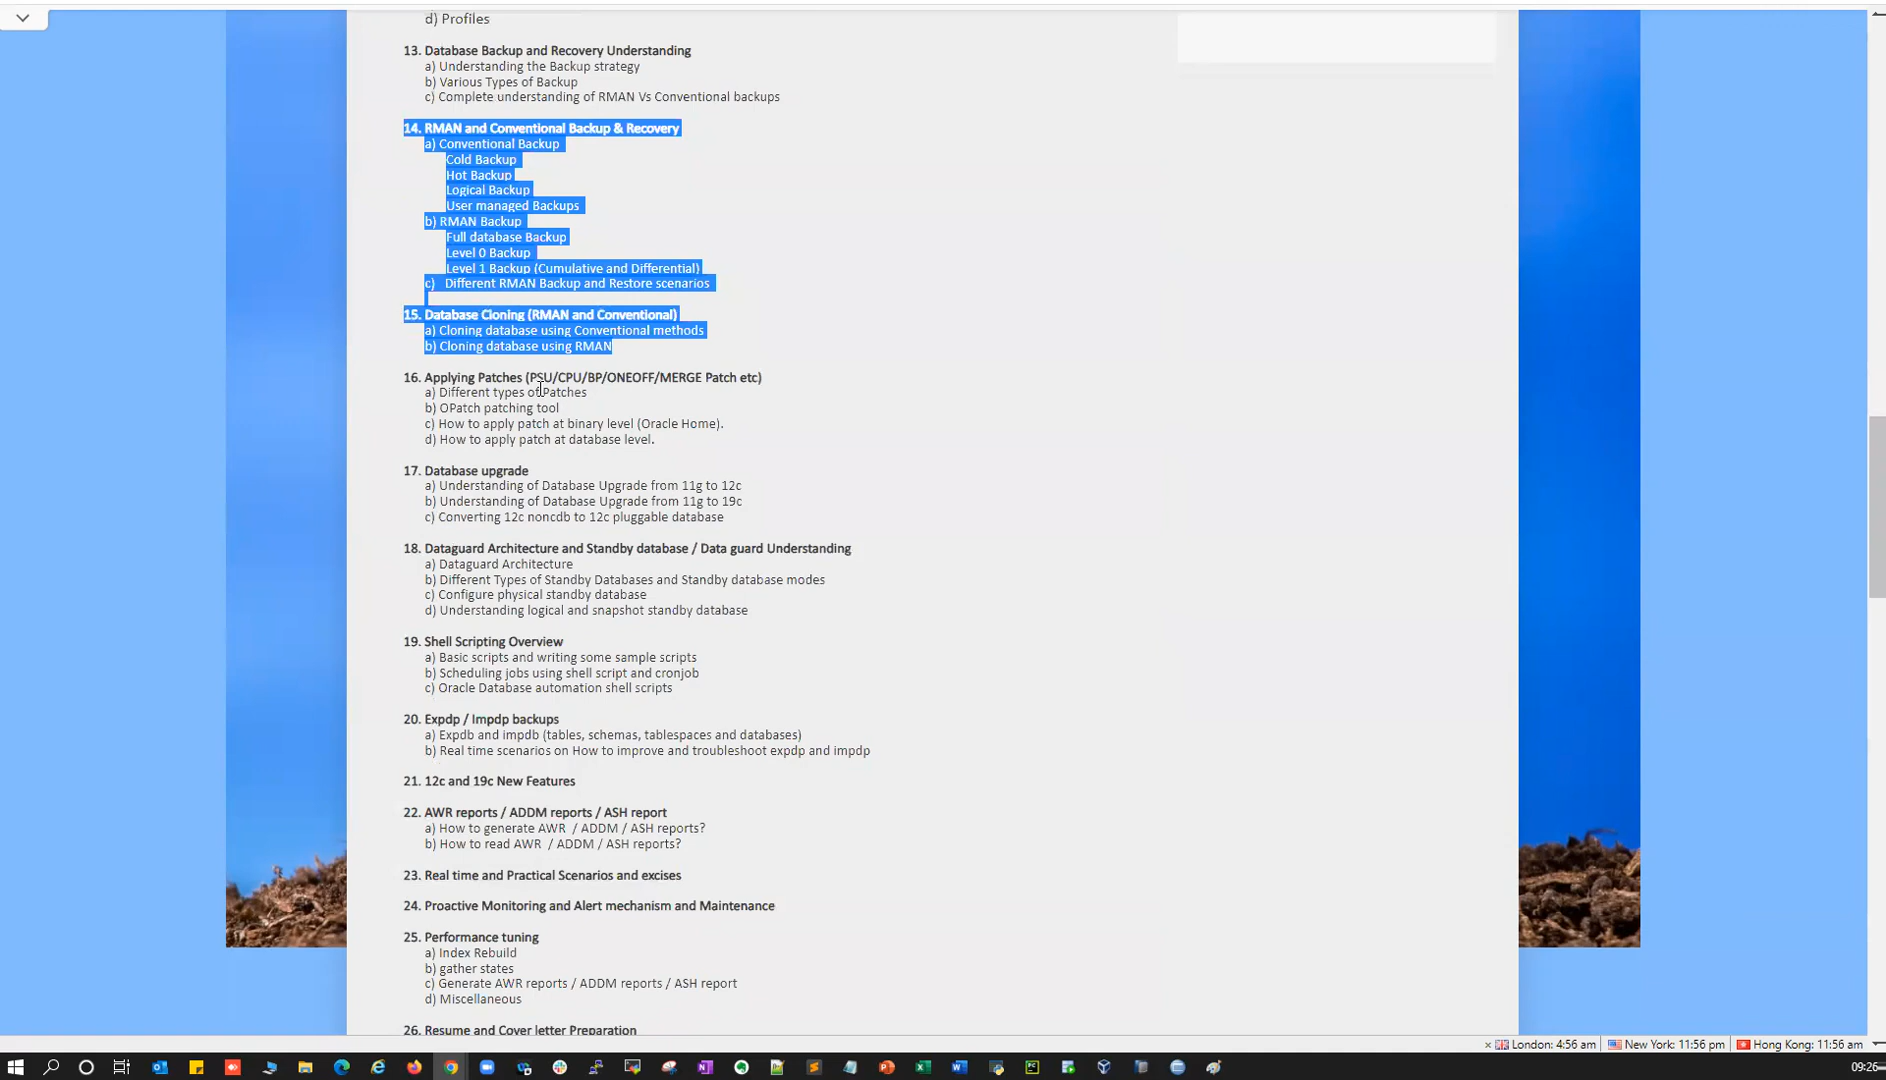 d) Profiles
13. Database Backup and Recovery Understanding
a) Understanding the Backup strategy
b) Various Types of Backup
c) Complete understanding of RMAN Vs Conventional backups
14. RMAN and Conventional Backup & Recovery
a) Conventional Backup
Cold Backup
Hot Backup
Logical Backup
User managed Backups
b) RMAN Backup
Full database Backup
Level 0 Backup
Level 1 Backup (Cumulative and Differential)
c) Different RMAN Backup and Restore scenarios
15. Database Cloning (RMAN and Conventional)
a) Cloning database using Conventional methods
b) Cloning database using RMAN
16. Applying Patches (PSU/CPU/BP/ONEOFF/MERGE Patch etc)
a) Different types of Patches
b) OPatch patching tool
c) How to apply patch at binary level (Oracle Home).
d) How to apply patch at database level.
17. Database upgrade
a) Understanding of Database Upgrade from 11g to 12c
b) Understanding of Database Upgrade from 11g to 19c
c) Converting 12c noncdb to 12c pluggable database
18. Dataguard Architecture and Standby database / Data guard Understanding
a) Dataguard Architecture
b) Different Types of Standby Databases and Standby database modes
c) Configure physical standby database
d) Understanding logical and snapshot standby database
19. Shell Scripting Overview
a) Basic scripts and writing some sample scripts
b) Scheduling jobs using shell script and cronjob
c) Oracle Database automation shell scripts
20. Expdp / Impdp backups
a) Expdb and impdb (tables, schemas, tablespaces and databases)
b) Real time scenarios on How to improve and troubleshoot expdp and impdp
21. 12c and 19c New Features
22. AWR reports / ADDM reports / ASH report
a) How to generate AWR / ADDM / ASH reports?
b) How to read AWR / ADDM / ASH reports?
23. Real time and Practical Scenarios and excises
24. Proactive Monitoring and Alert mechanism and Maintenance
25. Performance tuning
a) Index Rebuild
b) gather states
c) Generate AWR reports / ADDM reports / ASH report
d) Miscellaneous
26. Resume and Cover letter Preparation
London: 4:56 am New York: 11:56 pm Hong Kong: 11:56 am
09:26